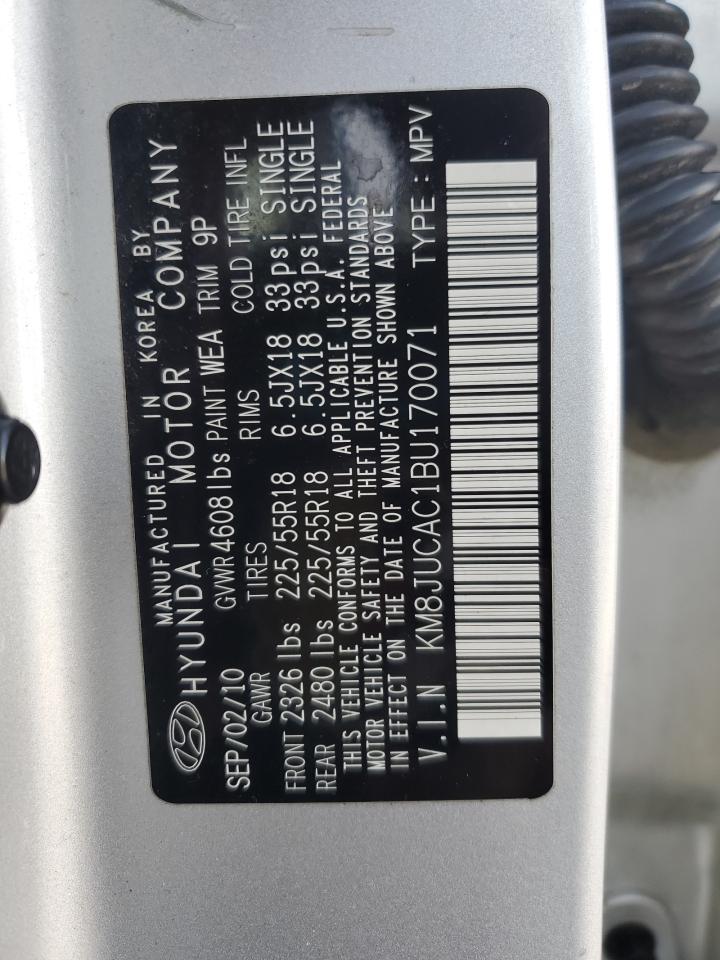 MANUFACTURED IN KOREA BY
HYUNDAI MOTOR COMPANY
SEP/02/10 GVWR 4608 lbs PAINT WEA TRIM 9P
GAWR TIRES RIMS COLD TIRE INFL
FRONT 2326 lbs 225/55R18 6.5JX18 33psi SINGLE
REAR 2480 lbs 225/55R18 6.5JX18 33psi SINGLE
THIS VEHICLE CONFORMS TO ALL APPLICABLE U.S.A. FEDERAL
MOTOR VEHICLE SAFETY AND THEFT PREVENTION STANDARDS
IN EFFECT ON THE DATE OF MANUFACTURE SHOWN ABOVE
V.I.N KM8JUCAC1BU170071 TYPE : MPV